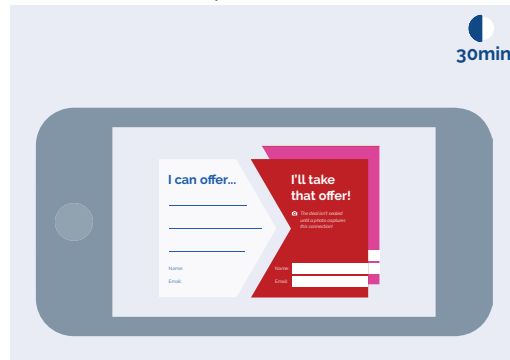 30min
I can offer...
I'll take
that offer!
The deal isn't sealed
until a photo captures
this connection!
Name:
Email:
Name:
Email: